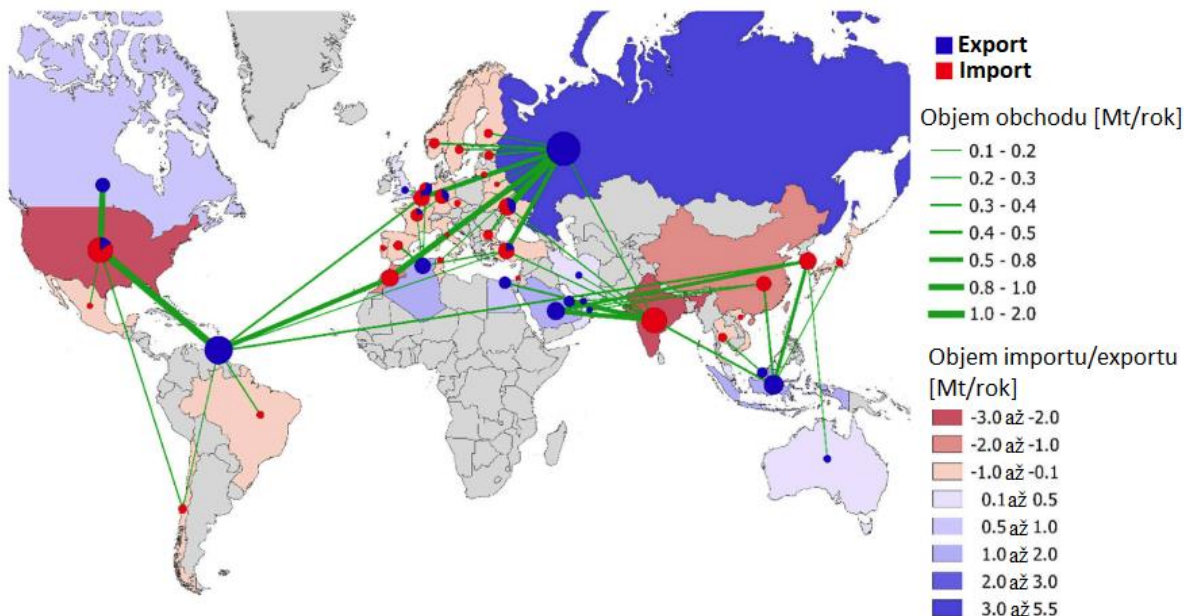 Export
Import
Objem obchodu [Mt/rok]
0.1 - 0.2
0.2 - 0.3
0.3 - 0.4
0.4 - 0.5
0.5 - 0.8
0.8 - 1.0
1.0 - 2.0
Objem importu/exportu
[Mt/rok]
-3.0 až -2.0
-2.0 až -1.0
-1.0 až -0.1
0.1 až 0.5
0.5 až 1.0
1.0 až 2.0
2.0 až 3.0
3.0 až 5.5